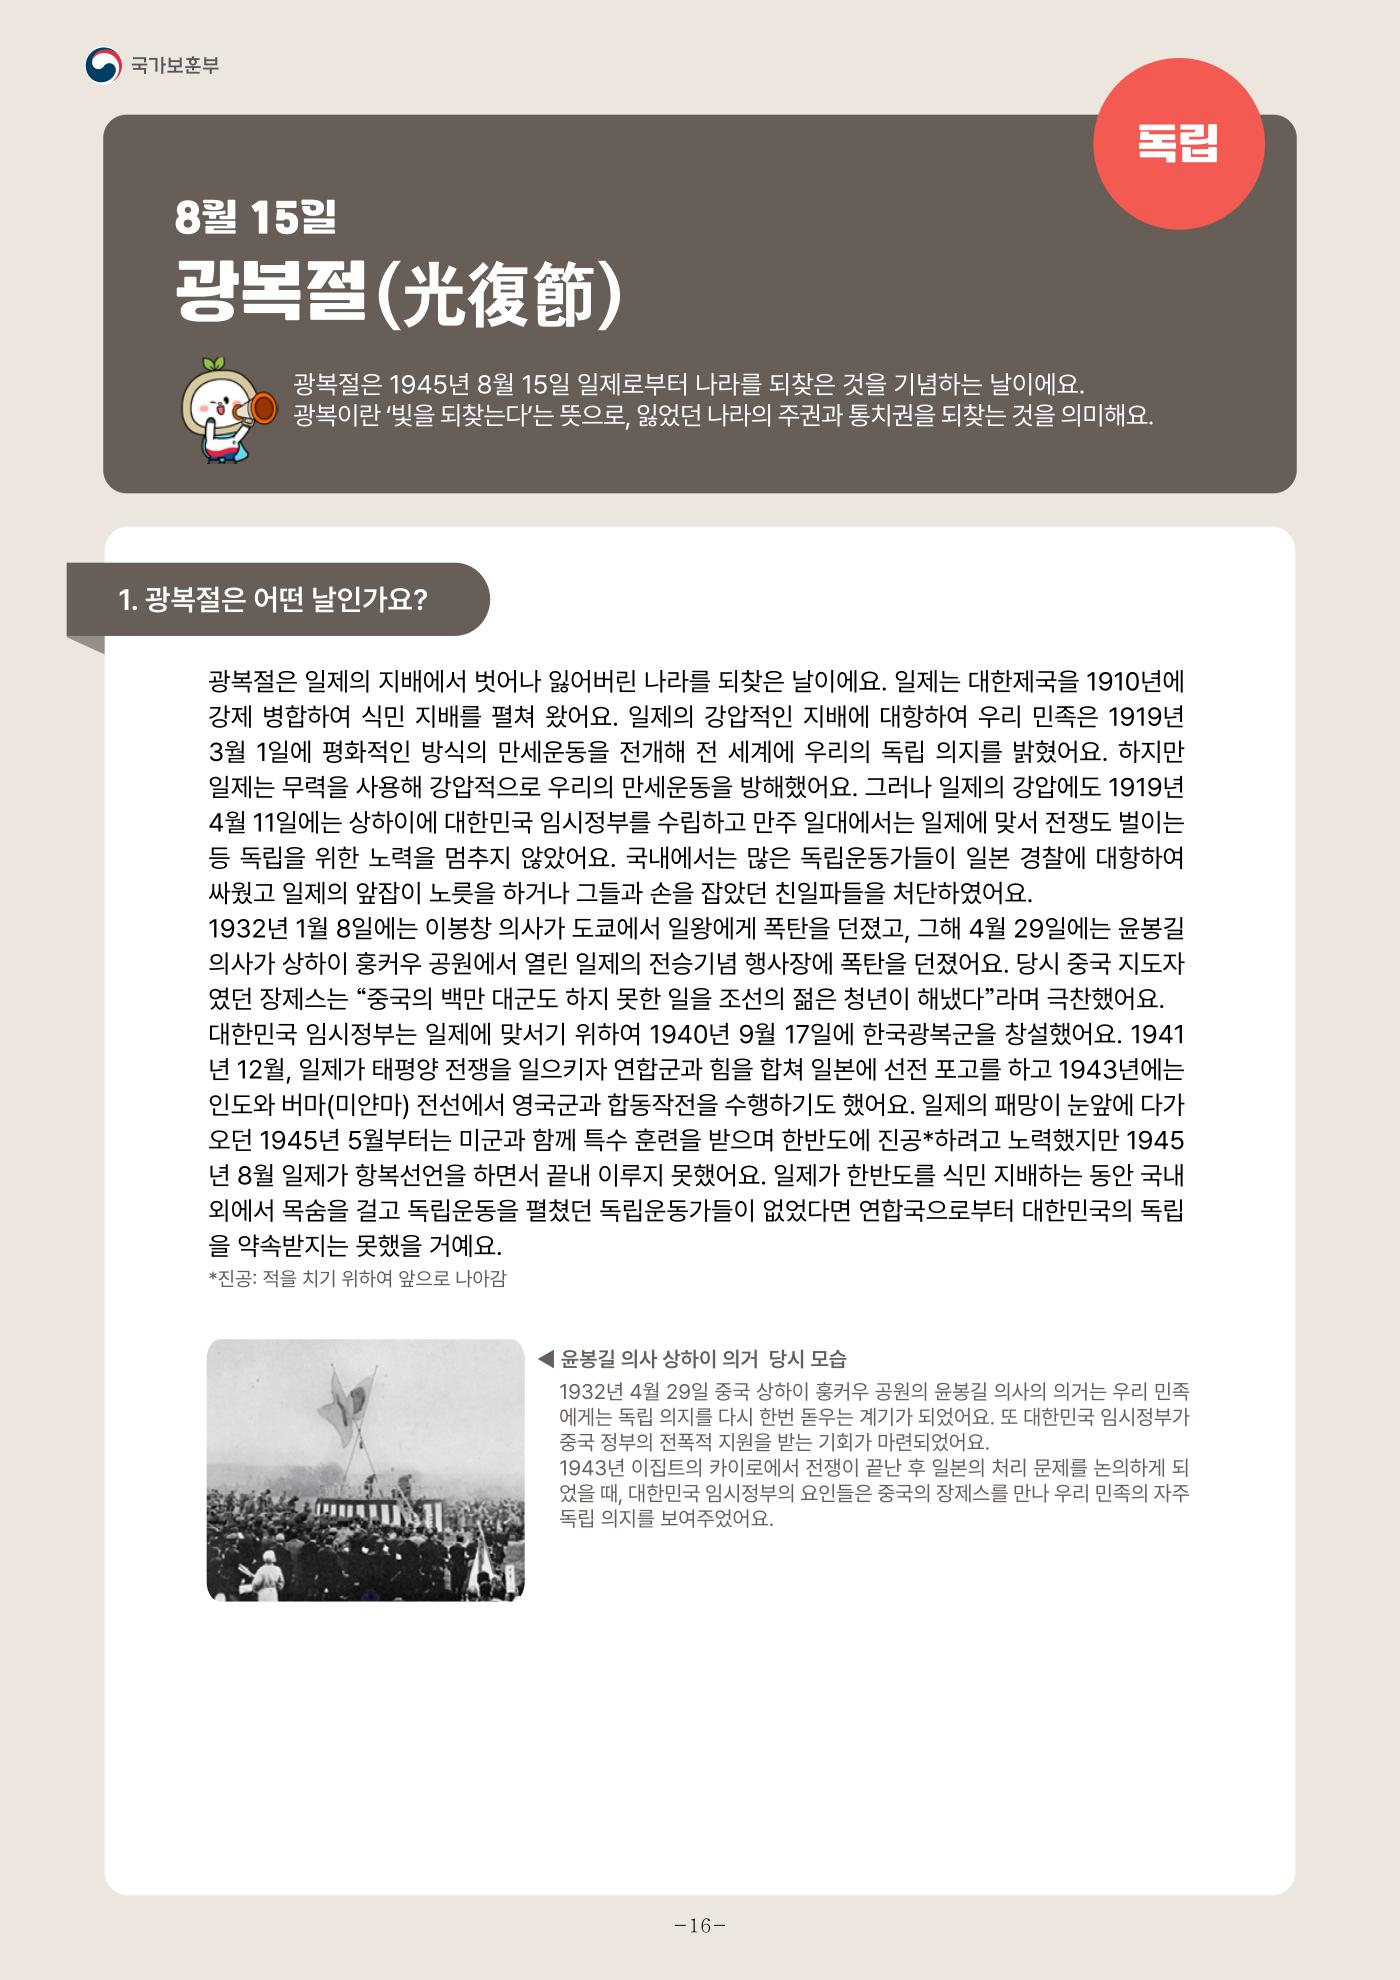 국가보훈부
독립
8월 15일
광복절(光復節)
광복절은 1945년 8월 15일 일제로부터 나라를 되찾은 것을 기념하는 날이에요.
광복이란 ‘빛을 되찾는다’는 뜻으로, 잃었던 나라의 주권과 통치권을 되찾는 것을 의미해요.
1. 광복절은 어떤 날인가요?
광복절은 일제의 지배에서 벗어나 잃어버린 나라를 되찾은 날이에요. 일제는 대한제국을 1910년에
강제 병합하여 식민 지배를 펼쳐 왔어요. 일제의 강압적인 지배에 대항하여 우리 민족은 1919년
3월 1일에 평화적인 방식의 만세운동을 전개해 전 세계에 우리의 독립 의지를 밝혔어요. 하지만
일제는 무력을 사용해 강압적으로 우리의 만세운동을 방해했어요. 그러나 일제의 강압에도 1919년
4월 11일에는 상하이에 대한민국 임시정부를 수립하고 만주 일대에서는 일제에 맞서 전쟁도 벌이는
등 독립을 위한 노력을 멈추지 않았어요. 국내에서는 많은 독립운동가들이 일본 경찰에 대항하여
싸웠고 일제의 앞잡이 노릇을 하거나 그들과 손을 잡았던 친일파들을 처단하였어요.
1932년 1월 8일에는 이봉창 의사가 도쿄에서 일왕에게 폭탄을 던졌고, 그해 4월 29일에는 윤봉길
의사가 상하이 훙커우 공원에서 열린 일제의 전승기념 행사장에 폭탄을 던졌어요. 당시 중국 지도자
였던 장제스는 “중국의 백만 대군도 하지 못한 일을 조선의 젊은 청년이 해냈다”라며 극찬했어요.
대한민국 임시정부는 일제에 맞서기 위하여 1940년 9월 17일에 한국광복군을 창설했어요. 1941
년 12월, 일제가 태평양 전쟁을 일으키자 연합군과 힘을 합쳐 일본에 선전 포고를 하고 1943년에는
인도와 버마(미얀마) 전선에서 영국군과 합동작전을 수행하기도 했어요. 일제의 패망이 눈앞에 다가
오던 1945년 5월부터는 미군과 함께 특수 훈련을 받으며 한반도에 진공*하려고 노력했지만 1945
년 8월 일제가 항복선언을 하면서 끝내 이루지 못했어요. 일제가 한반도를 식민 지배하는 동안 국내
외에서 목숨을 걸고 독립운동을 펼쳤던 독립운동가들이 없었다면 연합국으로부터 대한민국의 독립
을 약속받지는 못했을 거예요.
*진공: 적을 치기 위하여 앞으로 나아감
◀ 윤봉길 의사 상하이 의거 당시 모습
1932년 4월 29일 중국 상하이 훙커우 공원의 윤봉길 의사의 의거는 우리 민족
에게는 독립 의지를 다시 한번 돋우는 계기가 되었어요. 또 대한민국 임시정부가
중국 정부의 전폭적 지원을 받는 기회가 마련되었어요.
1943년 이집트의 카이로에서 전쟁이 끝난 후 일본의 처리 문제를 논의하게 되
었을 때, 대한민국 임시정부의 요인들은 중국의 장제스를 만나 우리 민족의 자주
독립 의지를 보여주었어요.
-16-